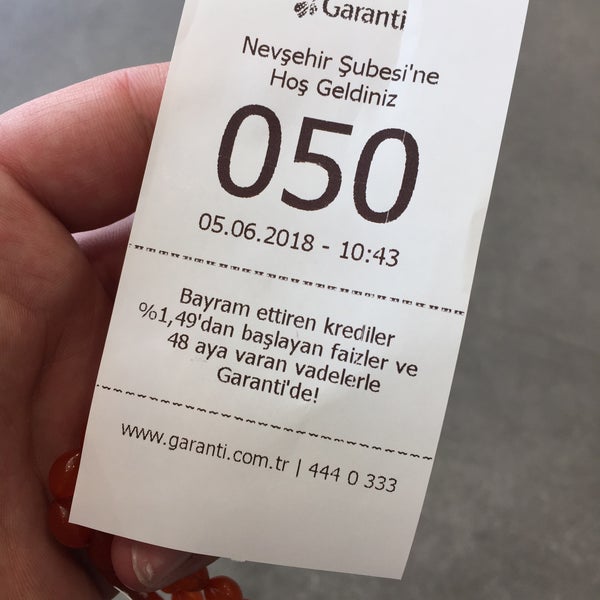 Garanti
Nevşehir Şubesi'ne
Hoş Geldiniz
050
05.06.2018 - 10:43
Bayram ettiren krediler
%1,49'dan başlayan faizler ve
48 aya varan vadelerle
Garanti'de!
www.garanti.com.tr | 444 0 333